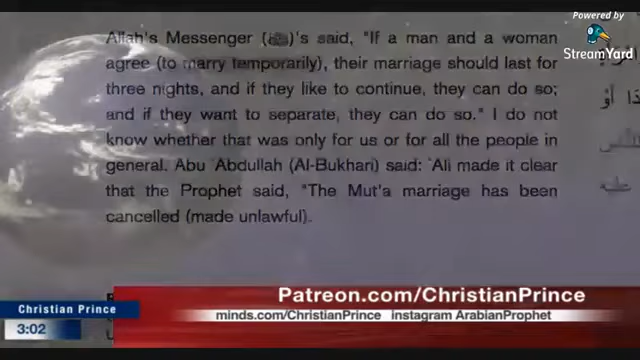 Powered by
StreamYard
Allah's Messenger (ﷺ)'s said, "If a man and a woman
agree (to marry temporarily), their marriage should last for
three nights, and if they like to continue, they can do so;
and if they want to separate, they can do so." I do not
know whether that was only for us or for all the people in
general. Abu 'Abdullah (Al-Bukhari) said: 'Ali made it clear
that the Prophet said, "The Mut'a marriage has been
cancelled (made unlawful).
Patreon.com/ChristianPrince
Christian Prince
minds.com/ChristianPrince instagram ArabianProphet
3:02